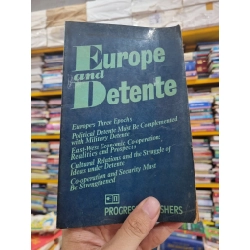 Europe
and
Detente
Europe: Three Epochs
Political Detente Must Be Complemented
with Military Detente
East-West Economic Co-operation:
Realities and Prospects
Cultural Relations and the Struggle of
Ideas under Detente
Co-operation and Security Must
Be Strengthened
PROGRESS PUBLISHERS